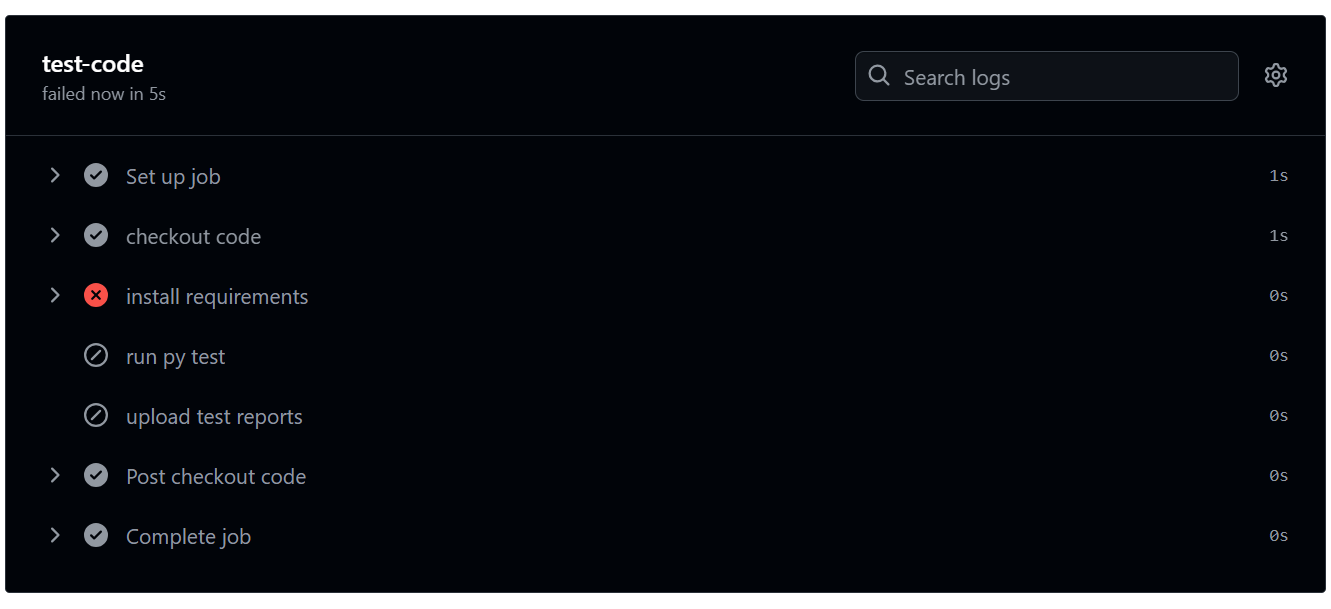 test-code
failed now in 5s
Search logs
Set up job 1s
checkout code 1s
install requirements 0s
run py test 0s
upload test reports 0s
Post checkout code 0s
Complete job 0s